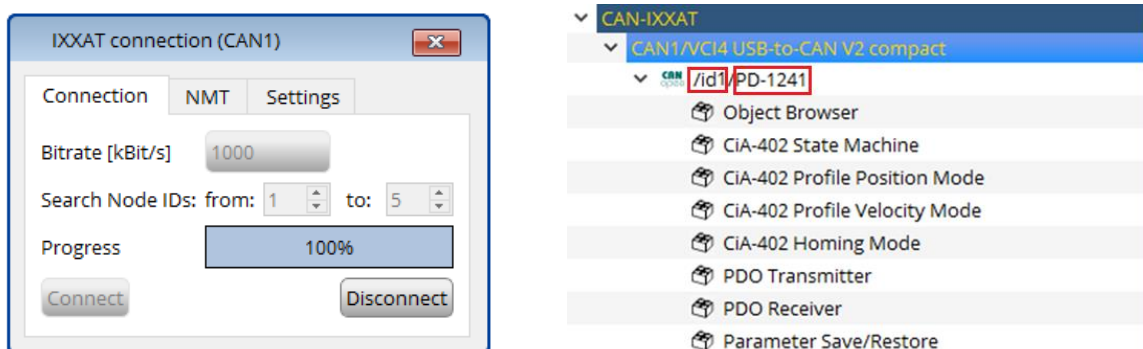 IXXAT connection (CAN1)
Connection NMT Settings
Bitrate [kBit/s] 1000
Search Node IDs: from: 1 to: 5
Progress 100%
Connect Disconnect
CAN-IXXAT
CAN1/VCI4 USB-to-CAN V2 compact
CAN open /id1/PD-1241
Object Browser
CiA-402 State Machine
CiA-402 Profile Position Mode
CiA-402 Profile Velocity Mode
CiA-402 Homing Mode
PDO Transmitter
PDO Receiver
Parameter Save/Restore